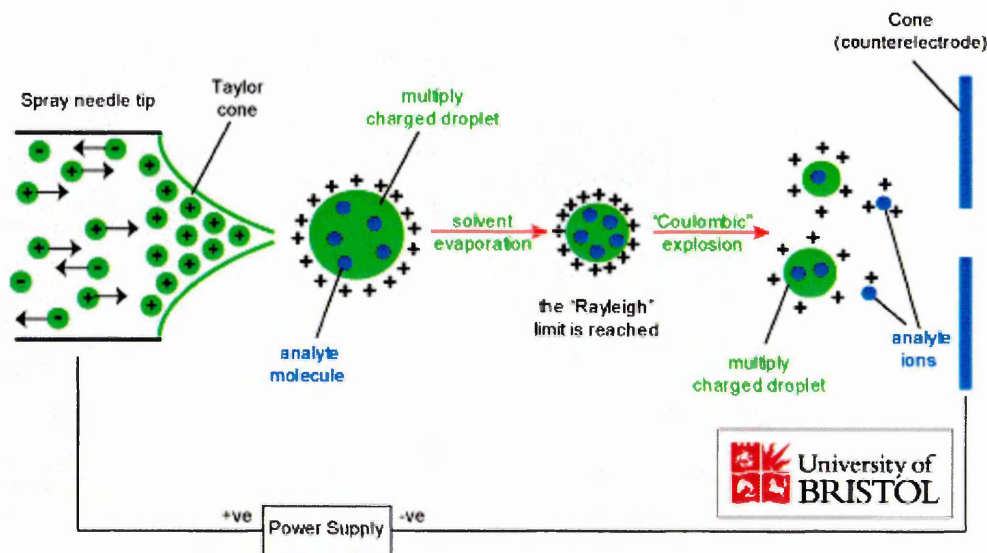 Cone
(counterelectrode)
Spray needle tip
Taylor
cone
multiply
charged droplet
solvent
evaporation
"Coulombic"
explosion
the "Rayleigh"
limit is reached
analyte
molecule
multiply
charged droplet
analyte
ions
University of
BRISTOL
+ve
Power Supply
-ve